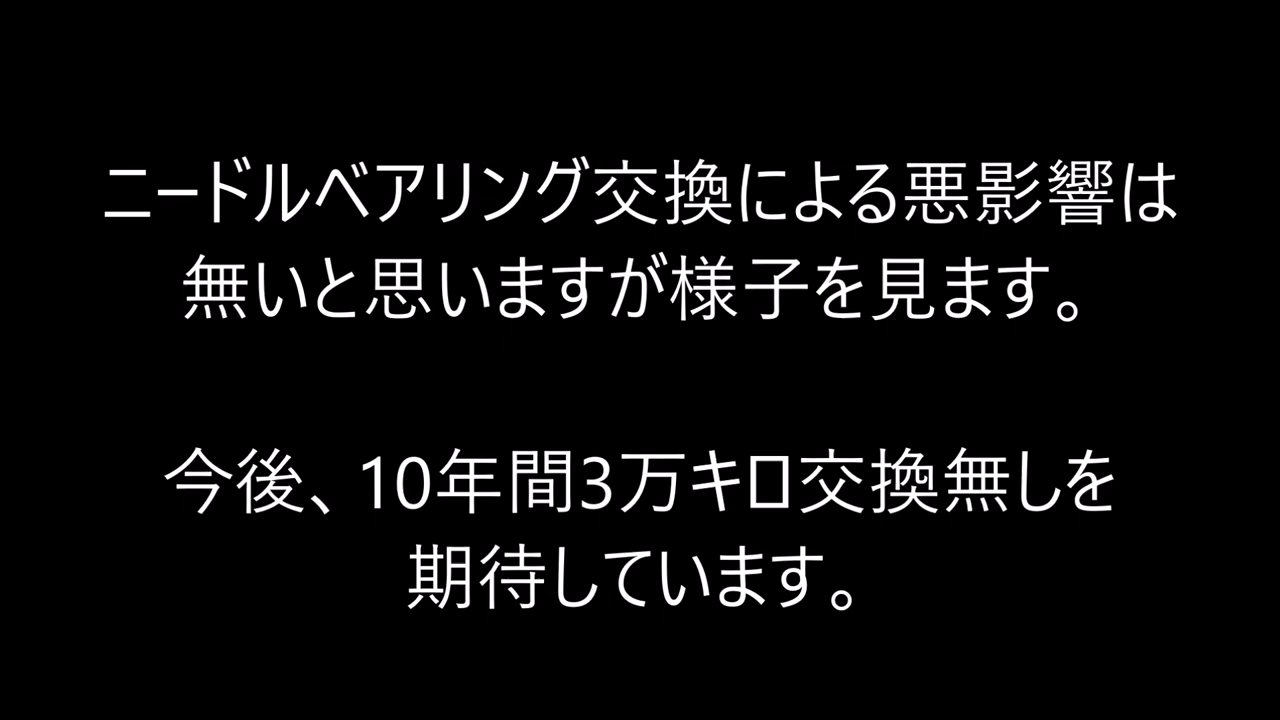 ニードルベアリング交換による悪影響は
無いと思いますが様子を見ます。
今後、10年間3万キロ交換無しを
期待しています。